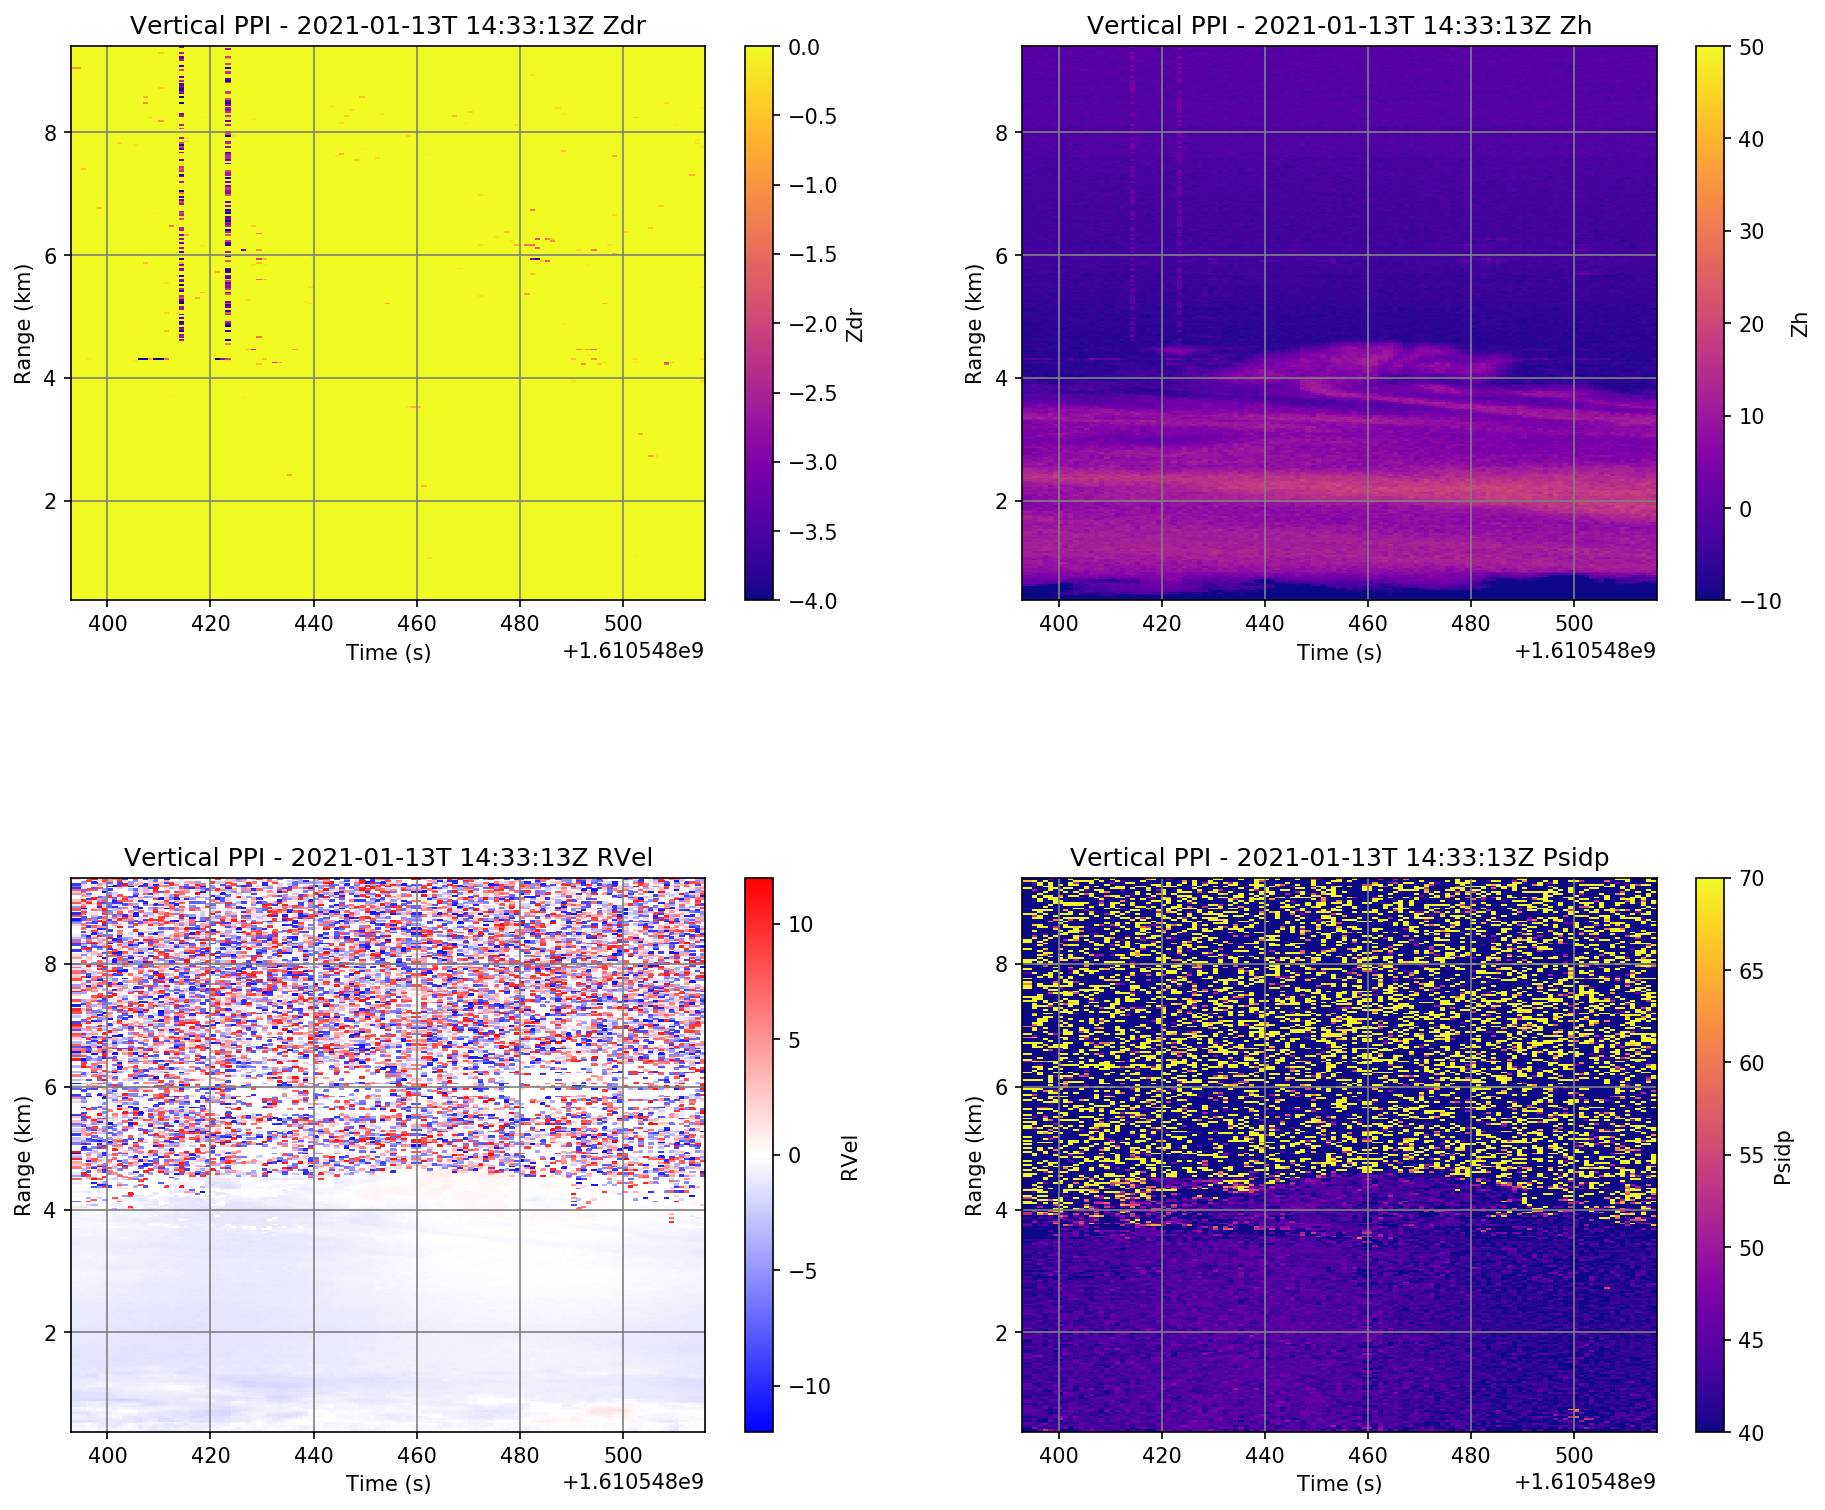 Vertical PPI - 2021-01-13T 14:33:13Z Zdr
Range (km)
8
6
4
2
400 420 440 460 480 500
Time (s)
+1.610548e9
0.0
−0.5
−1.0
−1.5
−2.0
−2.5
−3.0
−3.5
−4.0
Zdr
Vertical PPI - 2021-01-13T 14:33:13Z Zh
Range (km)
8
6
4
2
400 420 440 460 480 500
Time (s)
+1.610548e9
50
40
30
20
10
0
−10
Zh
Vertical PPI - 2021-01-13T 14:33:13Z RVel
Range (km)
8
6
4
2
400 420 440 460 480 500
Time (s)
+1.610548e9
10
5
0
−5
−10
RVel
Vertical PPI - 2021-01-13T 14:33:13Z Psidp
Range (km)
8
6
4
2
400 420 440 460 480 500
Time (s)
+1.610548e9
70
65
60
55
50
45
40
Psidp